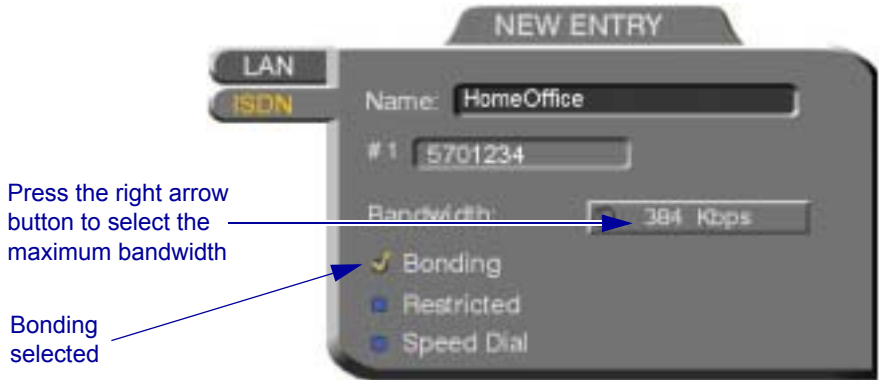 NEW ENTRY
LAN
ISDN
Name: HomeOffice
# 1 5701234
Bandwidth: 384 Kbps
Bonding
Restricted
Speed Dial
Press the right arrow
button to select the
maximum bandwidth
Bonding
selected